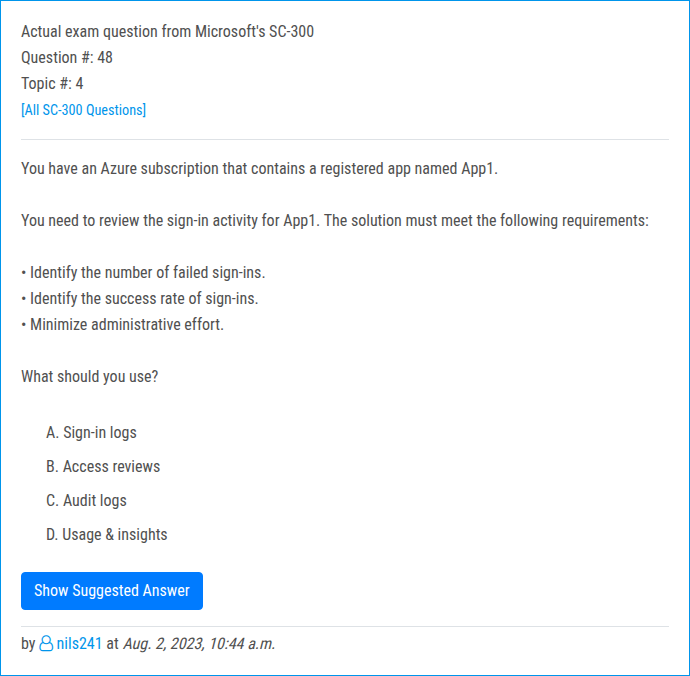 Actual exam question from Microsoft's SC-300
Question #: 48
Topic #: 4
[All SC-300 Questions]
You have an Azure subscription that contains a registered app named App1.
You need to review the sign-in activity for App1. The solution must meet the following requirements:
• Identify the number of failed sign-ins.
• Identify the success rate of sign-ins.
• Minimize administrative effort.
What should you use?
A. Sign-in logs
B. Access reviews
C. Audit logs
D. Usage & insights
Show Suggested Answer
by nils241 at Aug. 2, 2023, 10:44 a.m.